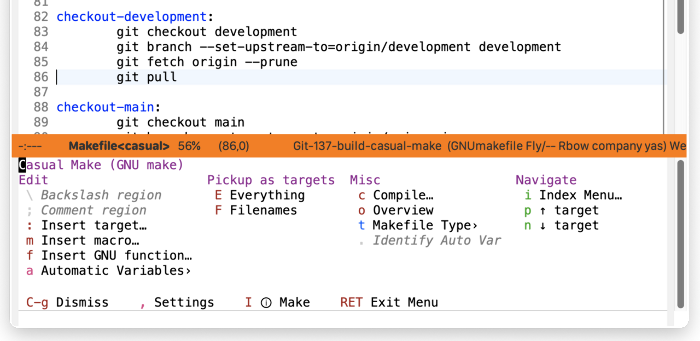 81
82 checkout-development:
83 git checkout development
84 git branch --set-upstream-to=origin/development development
85 git fetch origin --prune
86 git pull
87
88 checkout-main:
89 git checkout main
-:--- Makefile<casual> 56% (86,0) Git-137-build-casual-make (GNUmakefile Fly/-- Rbow company yas) We
Casual Make (GNU make)
Edit Pickup as targets Misc Navigate
\ Backslash region E Everything c Compile… i Index Menu…
; Comment region F Filenames o Overview p ↑ target
: Insert target… t Makefile Type› n ↓ target
m Insert macro… . Identify Auto Var
f Insert GNU function…
a Automatic Variables›
C-g Dismiss , Settings I ⓘ Make RET Exit Menu